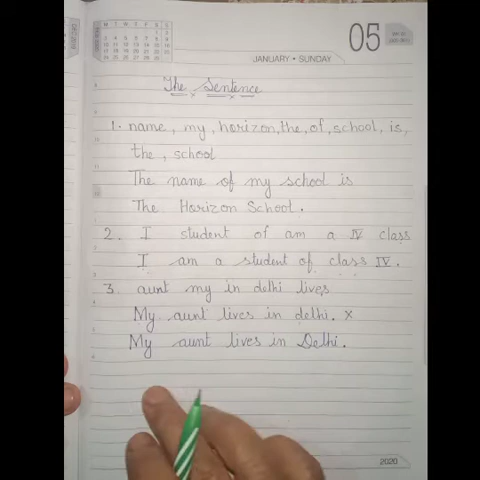 05
JANUARY • SUNDAY
The Sentence
1. name, my, horizon, the, of, school, is,
the, school
The name of my school is
The Horizon School.
2. I student of am a IV class
I am a student of class IV.
3. aunt my in delhi lives
My aunt lives in delhi. x
My aunt lives in Delhi.
2020